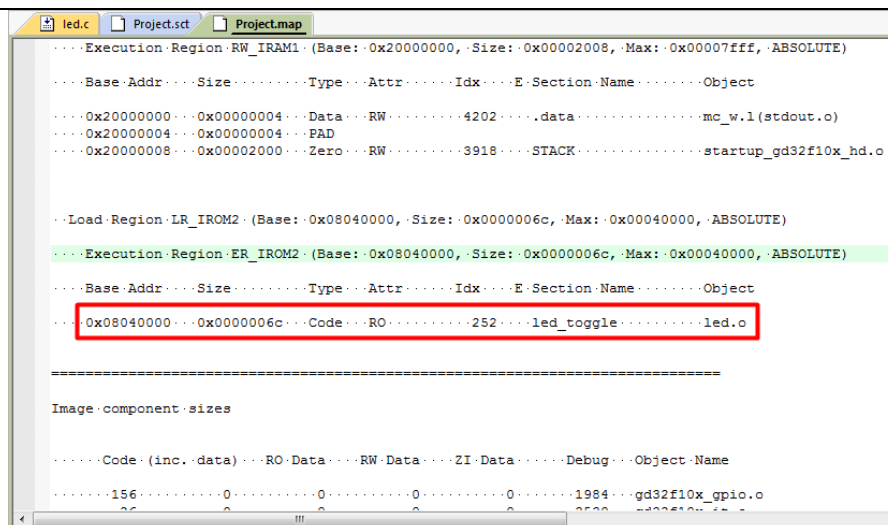 led.c Project.sct Project.map
Execution Region RW_IRAM1 (Base: 0x20000000, Size: 0x00002008, Max: 0x00007fff, ABSOLUTE)
Base Addr Size Type Attr Idx E Section Name Object
0x20000000 0x00000004 Data RW 4202 .data mc_w.l(stdout.o)
0x20000004 0x00000004 PAD
0x20000008 0x00002000 Zero RW 3918 STACK startup_gd32f10x_hd.o
Load Region LR_IROM2 (Base: 0x08040000, Size: 0x0000006c, Max: 0x00040000, ABSOLUTE)
Execution Region ER_IROM2 (Base: 0x08040000, Size: 0x0000006c, Max: 0x00040000, ABSOLUTE)
Base Addr Size Type Attr Idx E Section Name Object
0x08040000 0x0000006c Code RO 252 led_toggle led.o
==============================================================================
Image component sizes
Code (inc. data) RO Data RW Data ZI Data Debug Object Name
156 0 0 0 0 1984 gd32f10x_gpio.o